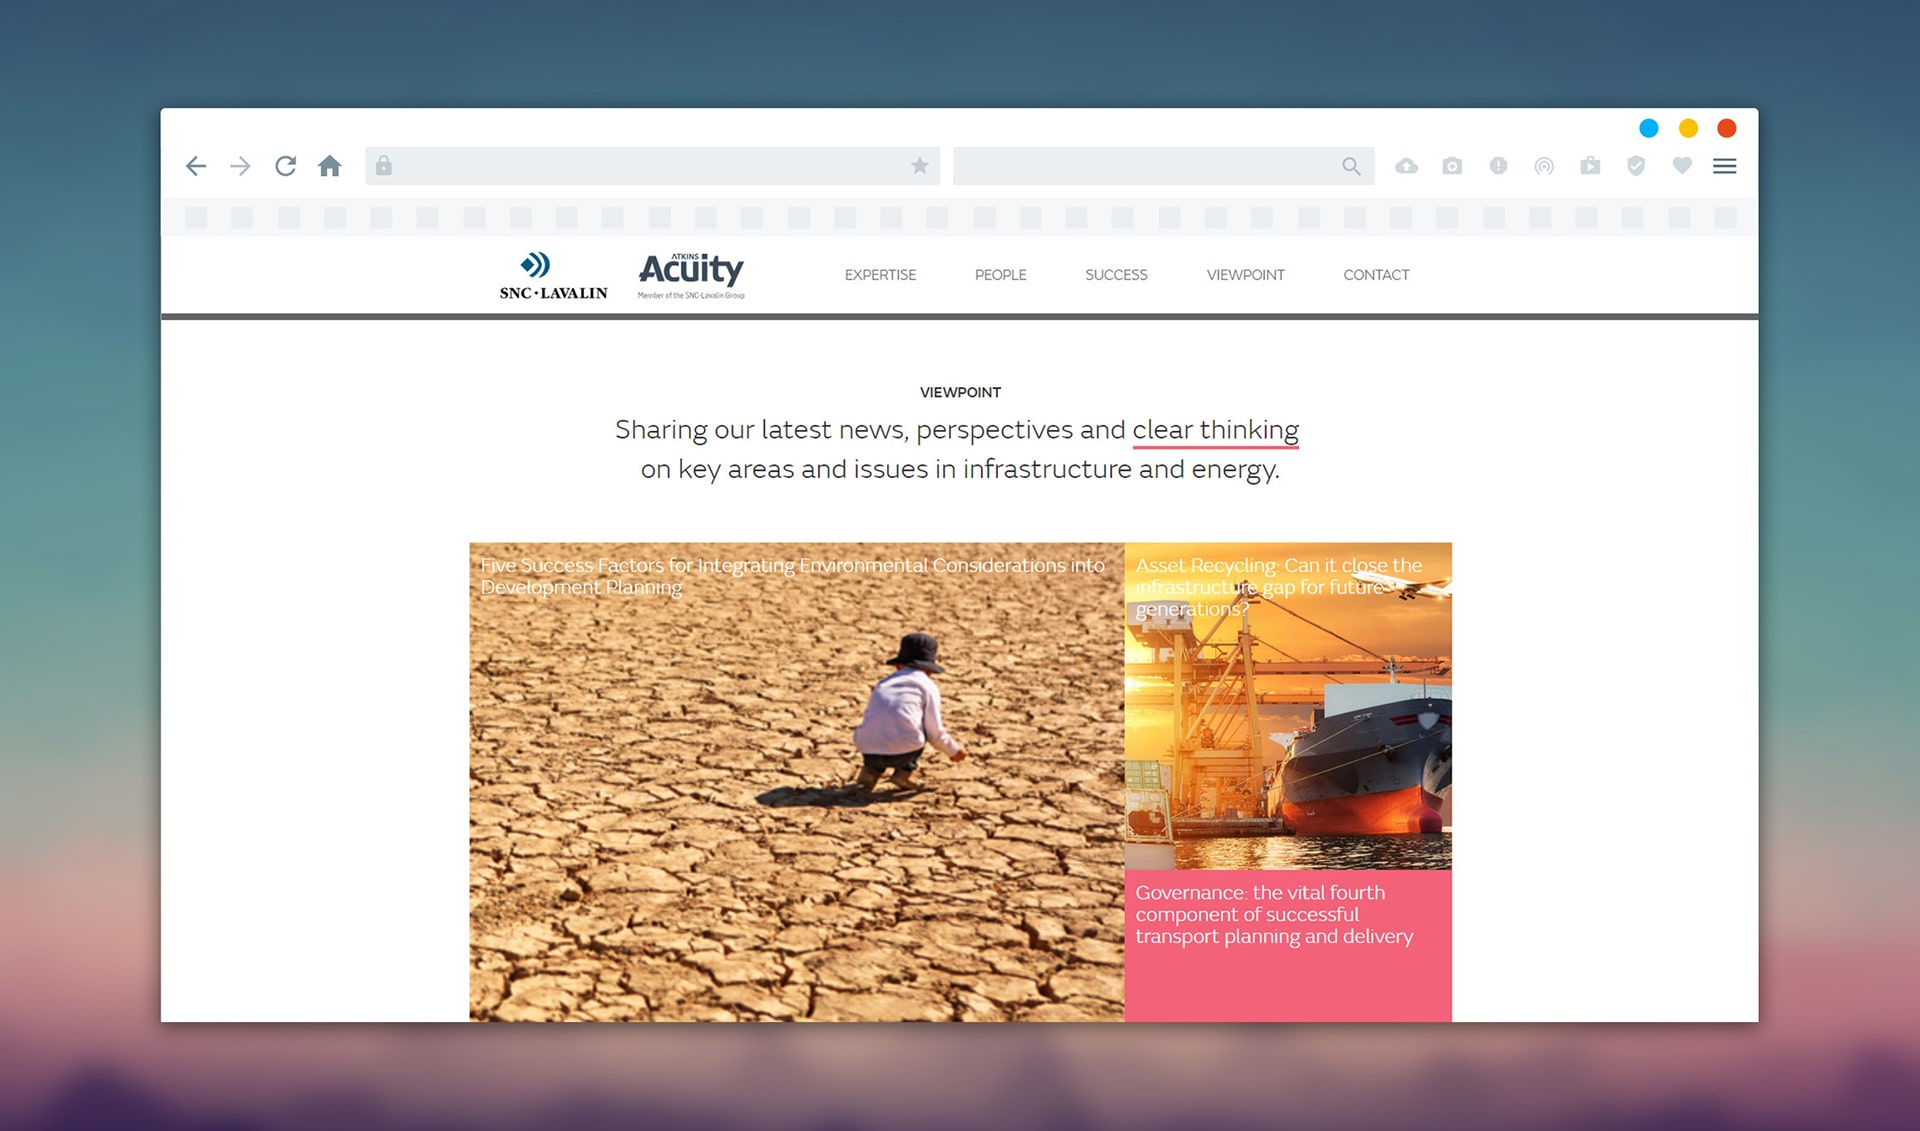 SNC·LAVALIN
ATKINS
Acuity
Member of the SNC-Lavalin Group
EXPERTISE
PEOPLE
SUCCESS
VIEWPOINT
CONTACT
VIEWPOINT
Sharing our latest news, perspectives and clear thinking
on key areas and issues in infrastructure and energy.
Five Success Factors for Integrating Environmental Considerations into
Development Planning
Asset Recycling: Can it close the
infrastructure gap for future
generations?
Governance: the vital fourth
component of successful
transport planning and delivery